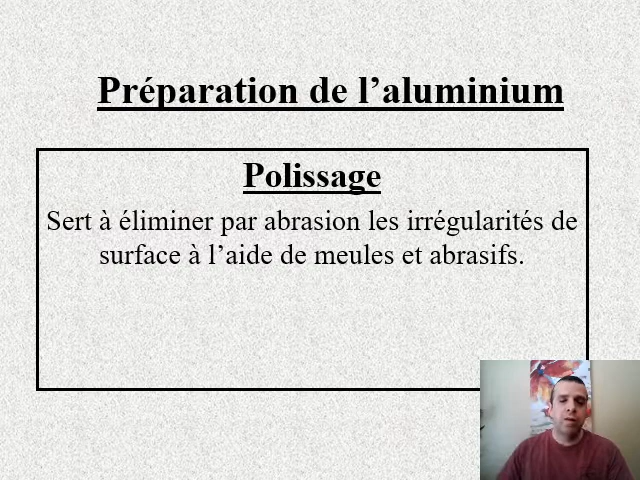 Préparation de l’aluminium
Polissage
Sert à éliminer par abrasion les irrégularités de
surface à l’aide de meules et abrasifs.